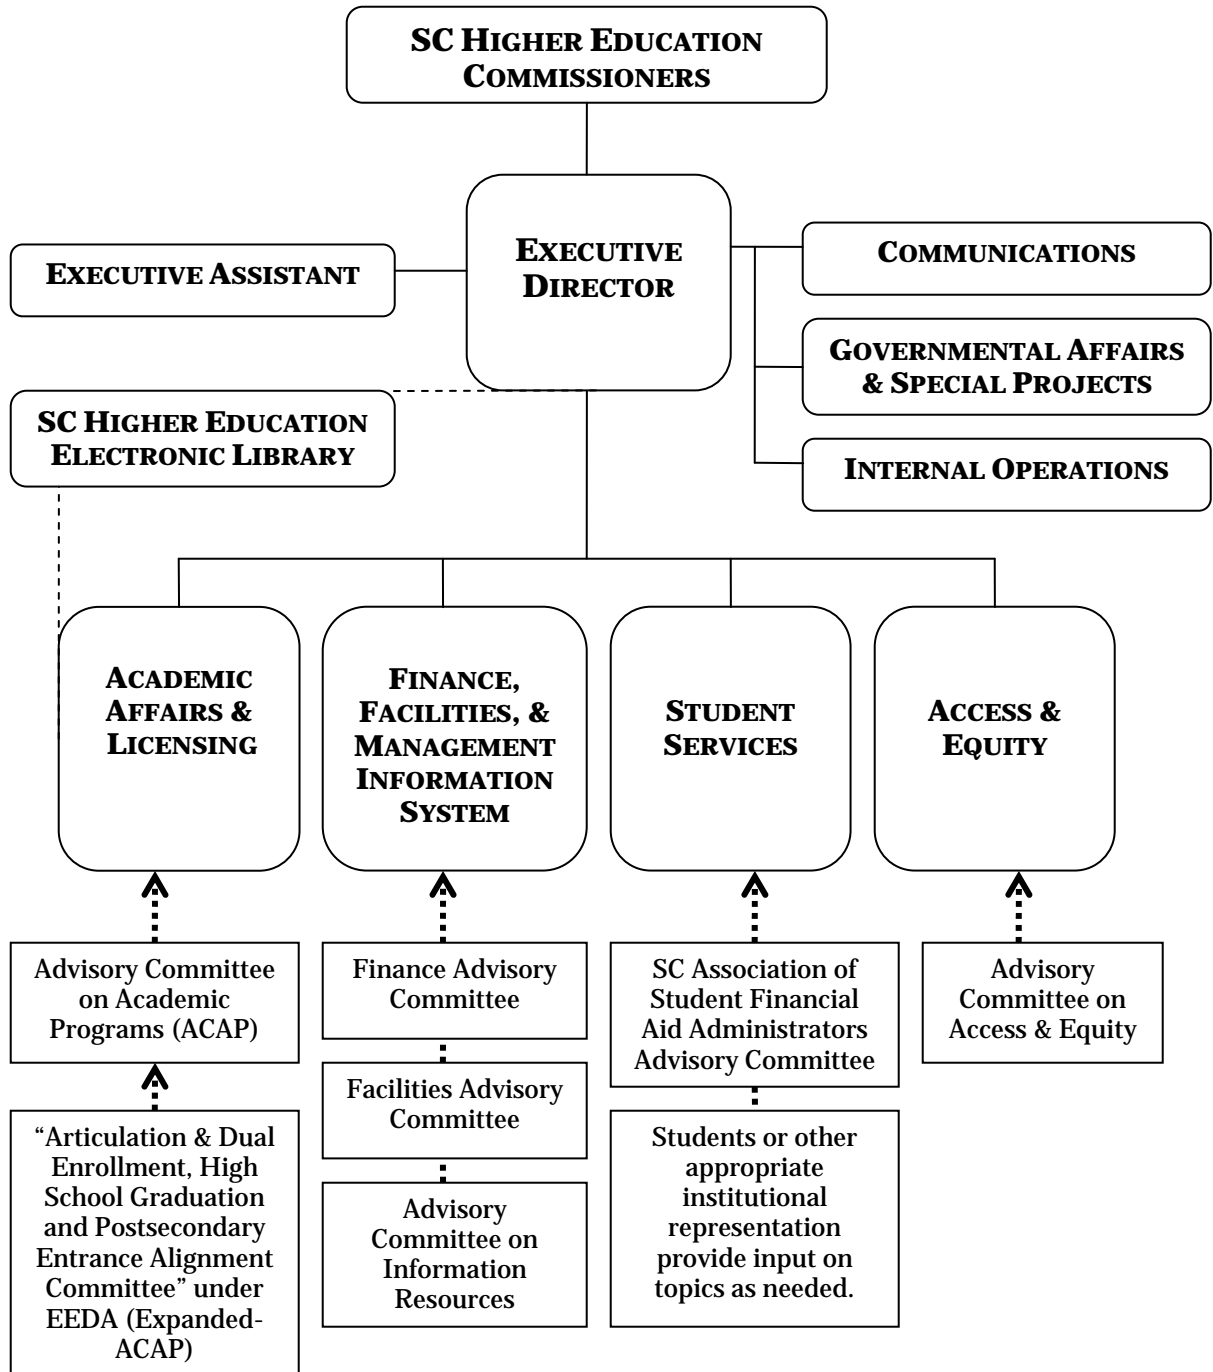 SC HIGHER EDUCATION
COMMISSIONERS
EXECUTIVE
DIRECTOR
EXECUTIVE ASSISTANT
COMMUNICATIONS
GOVERNMENTAL AFFAIRS
& SPECIAL PROJECTS
INTERNAL OPERATIONS
SC HIGHER EDUCATION
ELECTRONIC LIBRARY
ACADEMIC
AFFAIRS &
LICENSING
FINANCE,
FACILITIES, &
MANAGEMENT
INFORMATION
SYSTEM
STUDENT
SERVICES
ACCESS &
EQUITY
Advisory Committee
on Academic
Programs (ACAP)
“Articulation & Dual
Enrollment, High
School Graduation
and Postsecondary
Entrance Alignment
Committee” under
EEDA (Expanded-
ACAP)
Finance Advisory
Committee
Facilities Advisory
Committee
Advisory
Committee on
Information
Resources
SC Association of
Student Financial
Aid Administrators
Advisory Committee
Students or other
appropriate
institutional
representation
provide input on
topics as needed.
Advisory
Committee on
Access & Equity